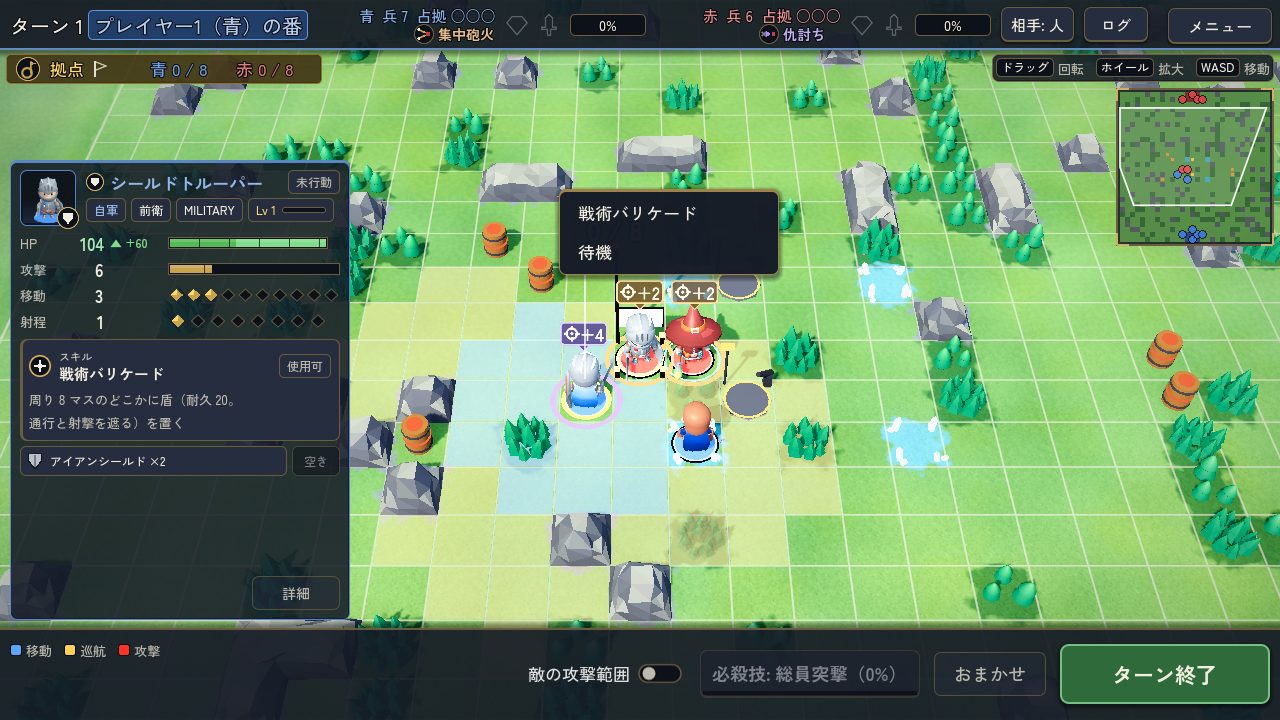 ターン 1 プレイヤー1（青）の番
青 兵 7 占拠 〇〇〇
集中砲火
0%
赤 兵 6 占拠 〇〇〇
仇討ち
0%
相手: 人
ログ
メニュー
拠点 青 0 / 8 赤 0 / 8
ドラッグ 回転 ホイール 拡大 WASD 移動
シールドトルーパー
未行動
自軍 前衛 MILITARY Lv 1
HP 104 ▲ +60
攻撃 6
移動 3
射程 1
スキル
戦術バリケード
使用可
周り 8 マスのどこかに盾（耐久 20。
通行と射撃を遮る）を置く
アイアンシールド ×2
空き
詳細
戦術バリケード
待機
+2
+2
+4
移動 巡航 攻撃
敵の攻撃範囲
必殺技: 総員突撃（0%）
おまかせ
ターン終了